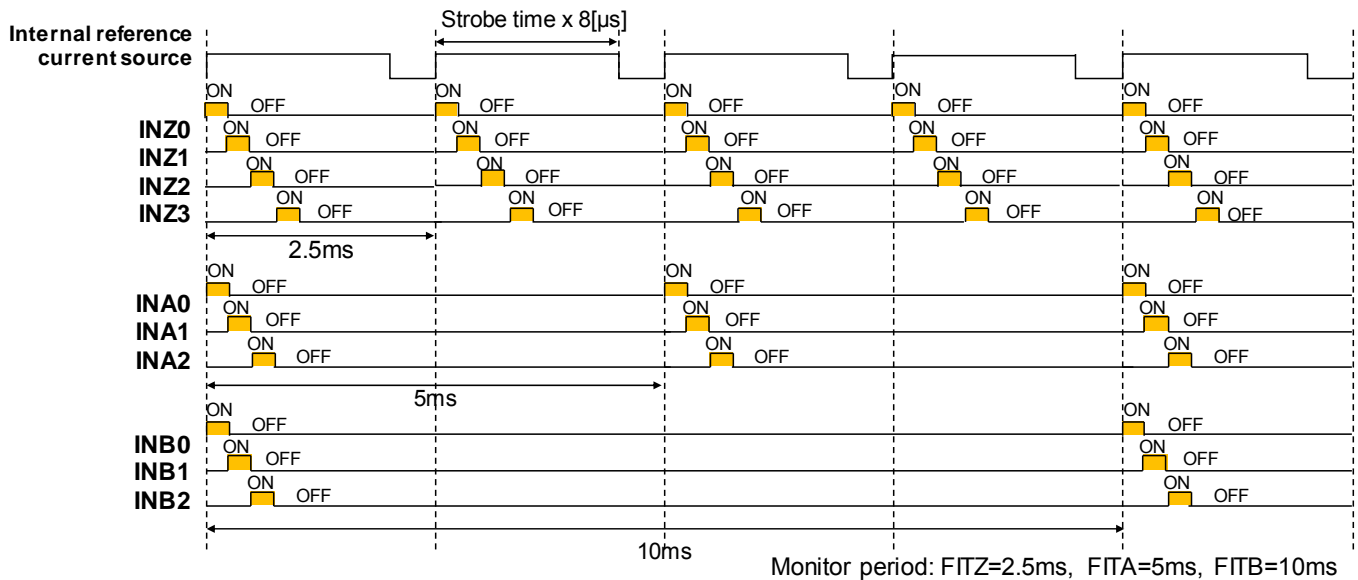 Strobe time x 8[µs]
Internal reference
current source
ON ON ON ON ON
OFF OFF OFF OFF OFF
INZ0
ON ON ON ON ON
OFF OFF OFF OFF OFF
INZ1
ON ON ON ON ON
OFF OFF OFF OFF OFF
INZ2
ON ON ON ON ON
OFF OFF OFF OFF OFF
INZ3
2.5ms
ON ON ON
OFF OFF OFF
INA0
ON ON ON
OFF OFF OFF
INA1
ON ON ON
OFF OFF OFF
INA2
5ms
ON ON
OFF OFF
INB0
ON ON
OFF OFF
INB1
ON ON
OFF OFF
INB2
10ms
Monitor period: FITZ=2.5ms, FITA=5ms, FITB=10ms